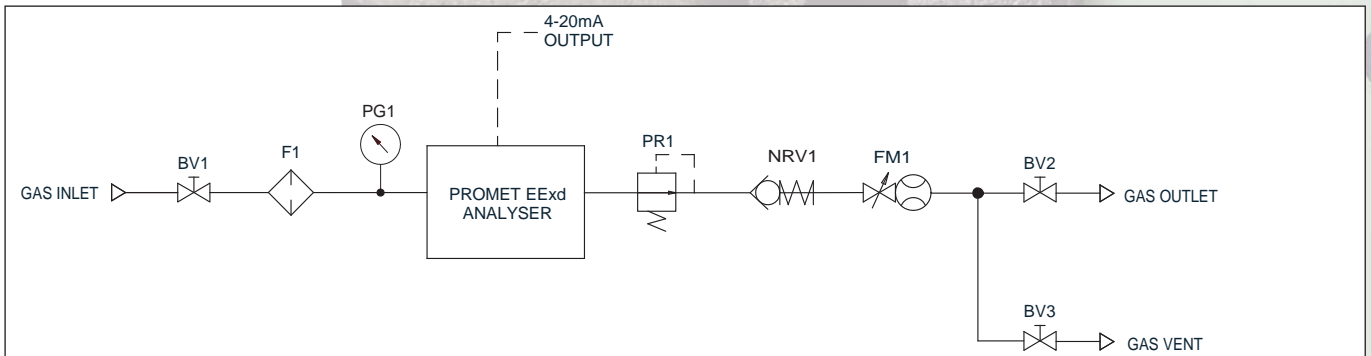 4-20mA
OUTPUT
PG1
BV1
F1
PR1
NRV1
FM1
BV2
GAS INLET
PROMET EExd
ANALYSER
GAS OUTLET
BV3
GAS VENT